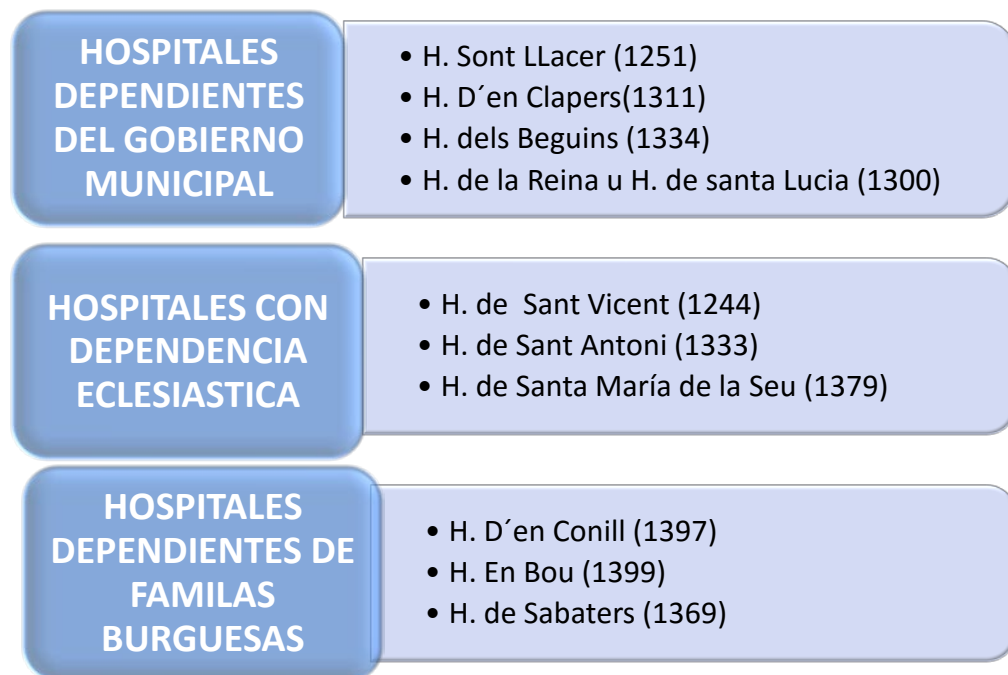 HOSPITALES
DEPENDIENTES
DEL GOBIERNO
MUNICIPAL
• H. Sont LLacer (1251)
• H. D´en Clapers(1311)
• H. dels Beguins (1334)
• H. de la Reina u H. de santa Lucia (1300)
HOSPITALES CON
DEPENDENCIA
ECLESIASTICA
• H. de Sant Vicent (1244)
• H. de Sant Antoni (1333)
• H. de Santa María de la Seu (1379)
HOSPITALES
DEPENDIENTES DE
FAMILAS
BURGUESAS
• H. D´en Conill (1397)
• H. En Bou (1399)
• H. de Sabaters (1369)